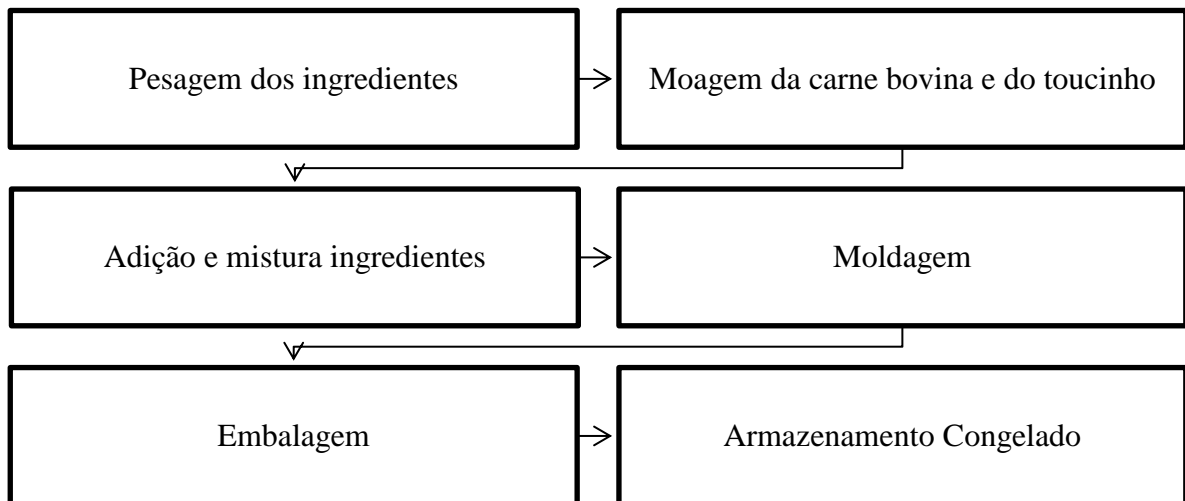 Pesagem dos ingredientes
Moagem da carne bovina e do toucinho
Adição e mistura ingredientes
Moldagem
Embalagem
Armazenamento Congelado